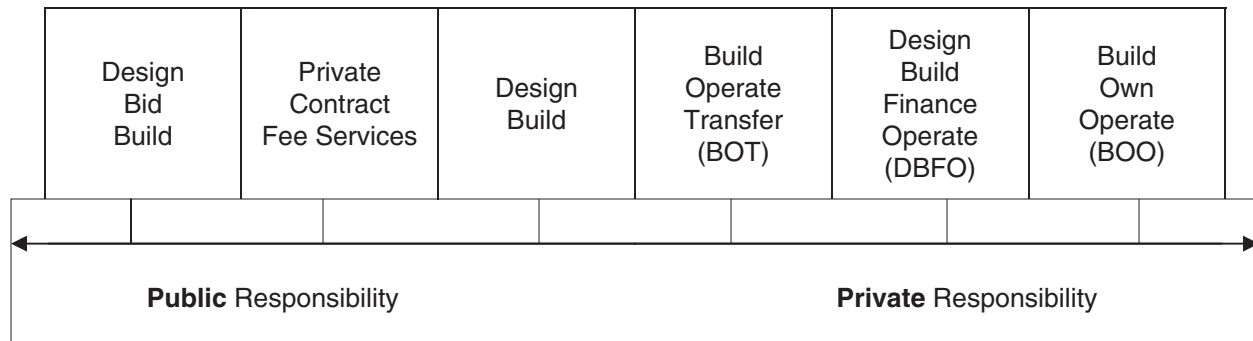 Design
Bid
Build
Private
Contract
Fee Services
Design
Build
Build
Operate
Transfer
(BOT)
Design
Build
Finance
Operate
(DBFO)
Build
Own
Operate
(BOO)
Public Responsibility
Private Responsibility